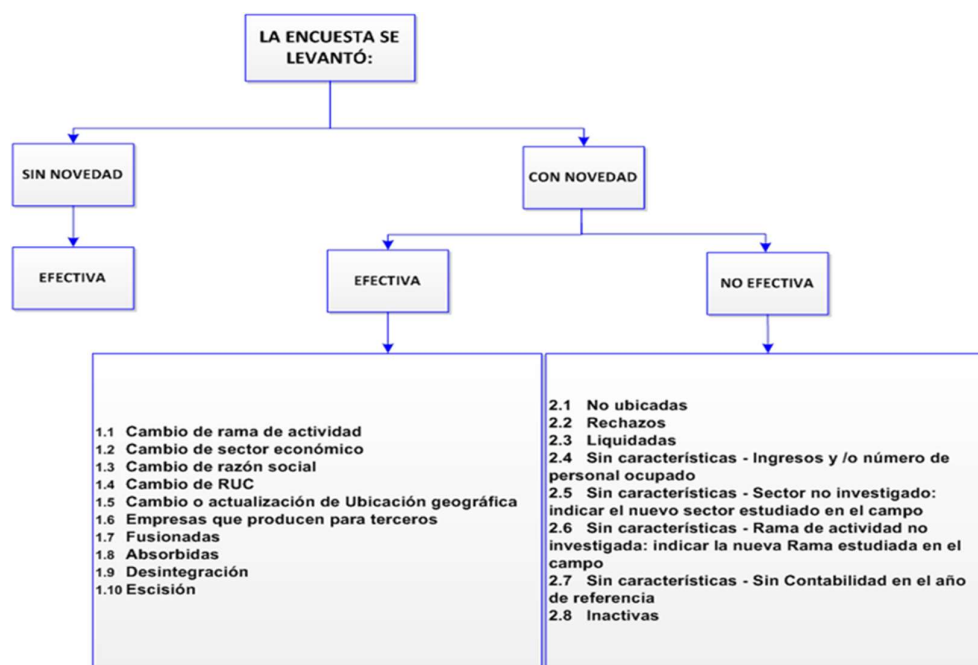 LA ENCUESTA SE
LEVANTÓ:
SIN NOVEDAD
CON NOVEDAD
EFECTIVA
EFECTIVA
NO EFECTIVA
1.1 Cambio de rama de actividad
1.2 Cambio de sector económico
1.3 Cambio de razón social
1.4 Cambio de RUC
1.5 Cambio o actualización de Ubicación geográfica
1.6 Empresas que producen para terceros
1.7 Fusionadas
1.8 Absorbidas
1.9 Desintegración
1.10 Escisión
2.1 No ubicadas
2.2 Rechazos
2.3 Liquidadas
2.4 Sin características - Ingresos y /o número de
personal ocupado
2.5 Sin características - Sector no investigado:
indicar el nuevo sector estudiado en el campo
2.6 Sin características - Rama de actividad no
investigada: indicar la nueva Rama estudiada en el
campo
2.7 Sin características - Sin Contabilidad en el año
de referencia
2.8 Inactivas